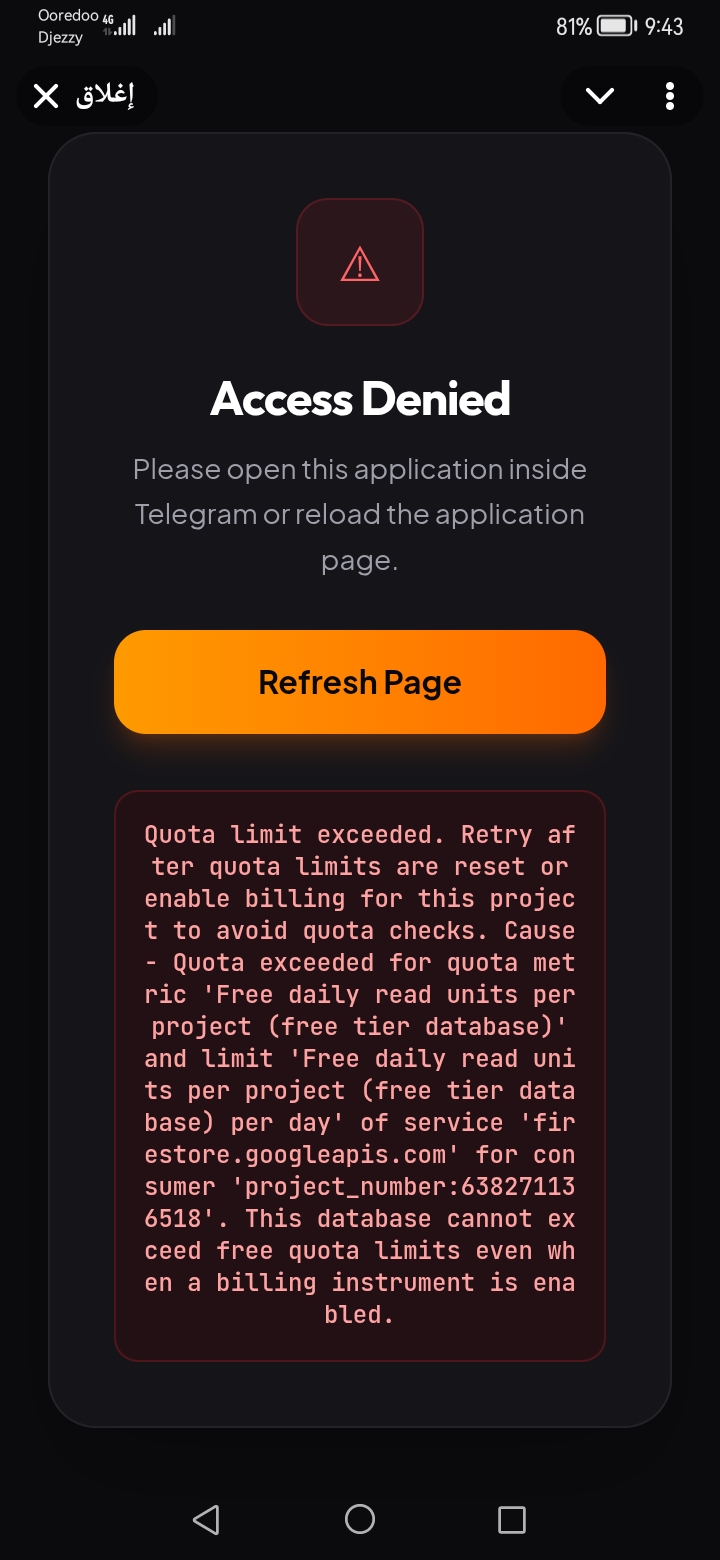 Ooredoo 4G
Djezzy
81% 9:43
إغلاق
Access Denied
Please open this application inside
Telegram or reload the application
page.
Refresh Page
Quota limit exceeded. Retry af
ter quota limits are reset or
enable billing for this projec
t to avoid quota checks. Cause
- Quota exceeded for quota met
ric 'Free daily read units per
project (free tier database)'
and limit 'Free daily read uni
ts per project (free tier data
base) per day' of service 'fir
estore.googleapis.com' for con
sumer 'project_number:63827113
6518'. This database cannot ex
ceed free quota limits even wh
en a billing instrument is ena
bled.